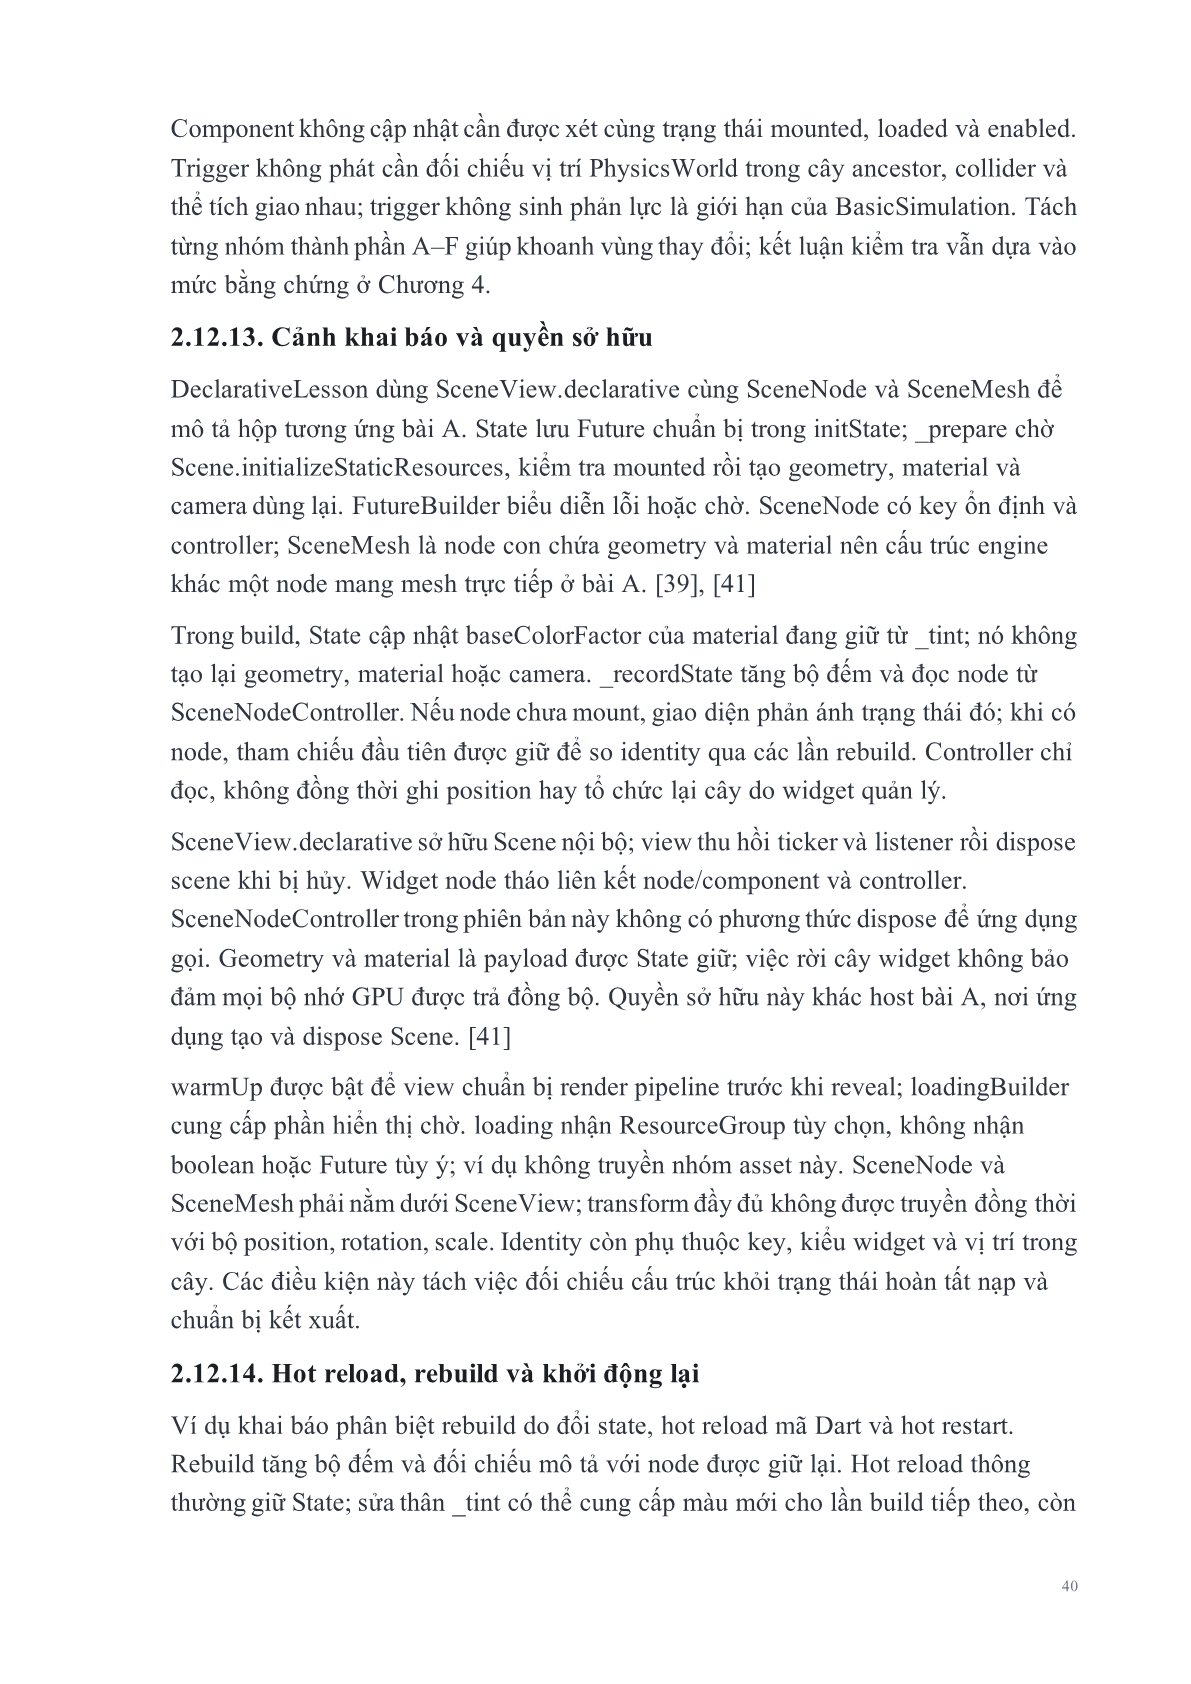 Component không cập nhật cần được xét cùng trạng thái mounted, loaded và enabled.
Trigger không phát cần đối chiếu vị trí PhysicsWorld trong cây ancestor, collider và
thể tích giao nhau; trigger không sinh phản lực là giới hạn của BasicSimulation. Tách
từng nhóm thành phần A–F giúp khoanh vùng thay đổi; kết luận kiểm tra vẫn dựa vào
mức bằng chứng ở Chương 4.
2.12.13. Cảnh khai báo và quyền sở hữu
DeclarativeLesson dùng SceneView.declarative cùng SceneNode và SceneMesh để
mô tả hộp tương ứng bài A. State lưu Future chuẩn bị trong initState; _prepare chờ
Scene.initializeStaticResources, kiểm tra mounted rồi tạo geometry, material và
camera dùng lại. FutureBuilder biểu diễn lỗi hoặc chờ. SceneNode có key ổn định và
controller; SceneMesh là node con chứa geometry và material nên cấu trúc engine
khác một node mang mesh trực tiếp ở bài A. [39], [41]
Trong build, State cập nhật baseColorFactor của material đang giữ từ _tint; nó không
tạo lại geometry, material hoặc camera. _recordState tăng bộ đếm và đọc node từ
SceneNodeController. Nếu node chưa mount, giao diện phản ánh trạng thái đó; khi có
node, tham chiếu đầu tiên được giữ để so identity qua các lần rebuild. Controller chỉ
đọc, không đồng thời ghi position hay tổ chức lại cây do widget quản lý.
SceneView.declarative sở hữu Scene nội bộ; view thu hồi ticker và listener rồi dispose
scene khi bị hủy. Widget node tháo liên kết node/component và controller.
SceneNodeController trong phiên bản này không có phương thức dispose để ứng dụng
gọi. Geometry và material là payload được State giữ; việc rời cây widget không bảo
đảm mọi bộ nhớ GPU được trả đồng bộ. Quyền sở hữu này khác host bài A, nơi ứng
dụng tạo và dispose Scene. [41]
warmUp được bật để view chuẩn bị render pipeline trước khi reveal; loadingBuilder
cung cấp phần hiển thị chờ. loading nhận ResourceGroup tùy chọn, không nhận
boolean hoặc Future tùy ý; ví dụ không truyền nhóm asset này. SceneNode và
SceneMesh phải nằm dưới SceneView; transform đầy đủ không được truyền đồng thời
với bộ position, rotation, scale. Identity còn phụ thuộc key, kiểu widget và vị trí trong
cây. Các điều kiện này tách việc đối chiếu cấu trúc khỏi trạng thái hoàn tất nạp và
chuẩn bị kết xuất.
2.12.14. Hot reload, rebuild và khởi động lại
Ví dụ khai báo phân biệt rebuild do đổi state, hot reload mã Dart và hot restart.
Rebuild tăng bộ đếm và đối chiếu mô tả với node được giữ lại. Hot reload thông
thường giữ State; sửa thân _tint có thể cung cấp màu mới cho lần build tiếp theo, còn
40